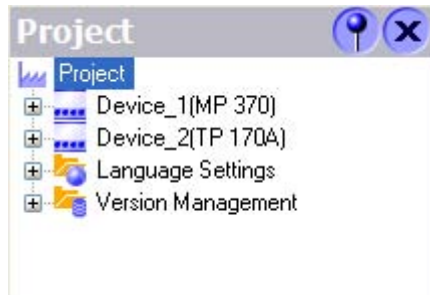 Project
Project
Device_1(MP 370)
Device_2(TP 170A)
Language Settings
Version Management